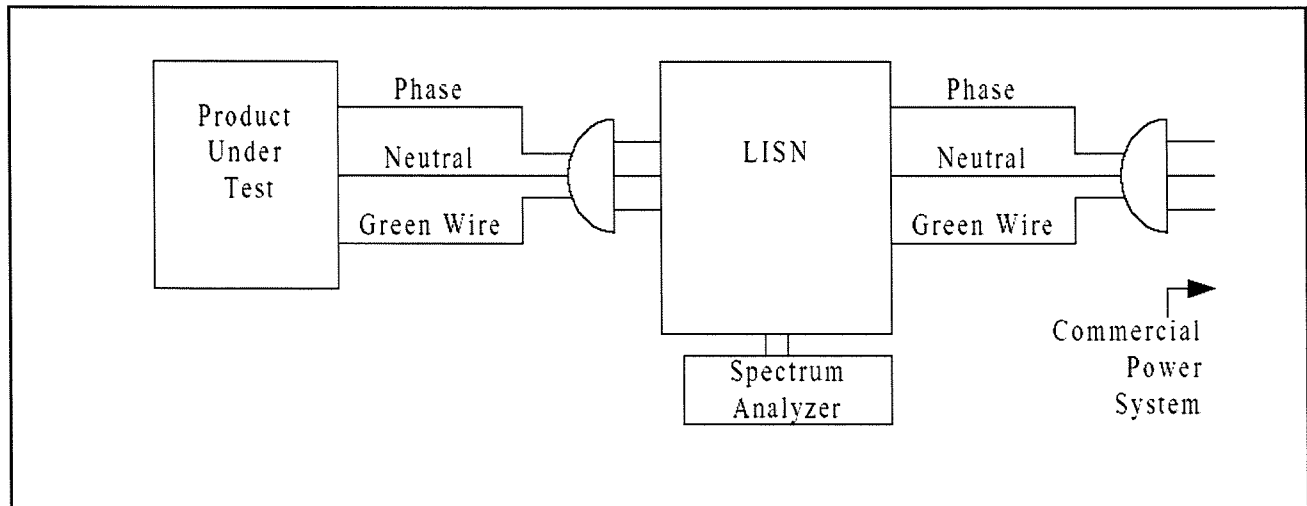 Product
Under
Test
Phase
Neutral
Green Wire
LISN
Spectrum
Analyzer
Phase
Neutral
Green Wire
Commercial
Power
System